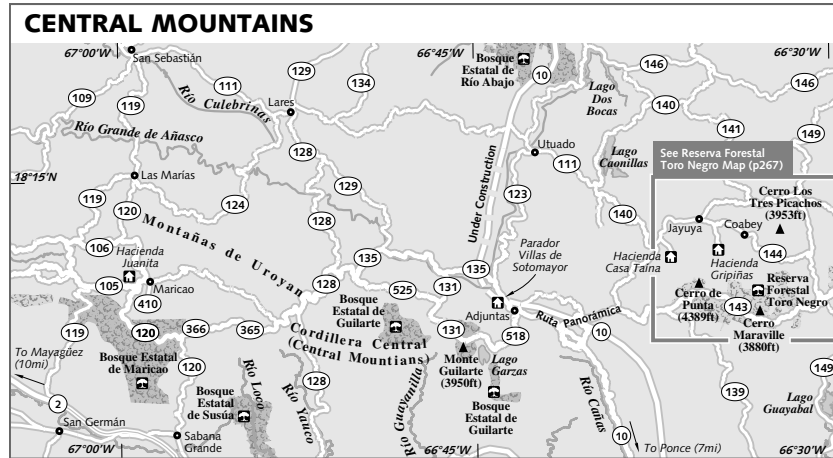 CENTRAL MOUNTAINS
67°00'W
66°45'W
66°30'W
San Sebastián
Bosque
Estatal de
Río Abajo
10
129
134
146
146
109
119
111
Río Culebrinas
Lares
Lago
Dos
Bocas
140
141
149
Río Grande de Añasco
128
Utuado
111
Lago
Caonillas
See Reserva Forestal
Toro Negro Map (p267)
18°15'N
Las Marías
129
123
Under Construction
Cerro Los
Tres Picachos
(3953ft)
119
120
124
128
140
Jayuya
Coabey
Montañas de Uroyan
106
Hacienda
Juanita
135
135
Parador
Villas de
Sotomayor
Hacienda
Casa Taína
Hacienda
Gripiñas
144
105
Maricao
410
128
525
131
Bosque
Estatal de
Guilarte
Adjuntas
Ruta Panorámica
Cerro de
Punta
(4389ft)
143
Reserva
Forestal
Toro Negro
119
120
366
365
Cordillera Central
(Central Mountians)
131
518
10
Cerro
Maraville
(3880ft)
To Mayagüez
(10mi)
Bosque Estatal
de Maricao
120
Río Loco
128
Río Yauco
Monte
Guilarte
(3950ft)
Lago
Garzas
Río Cañas
139
149
2
Bosque
Estatal
de Susúa
Río Guayanilla
Bosque
Estatal de
Guilarte
Lago
Guayabal
San Germán
Sabana
Grande
10
To Ponce (7mi)
67°00'W
66°45'W
66°30'W